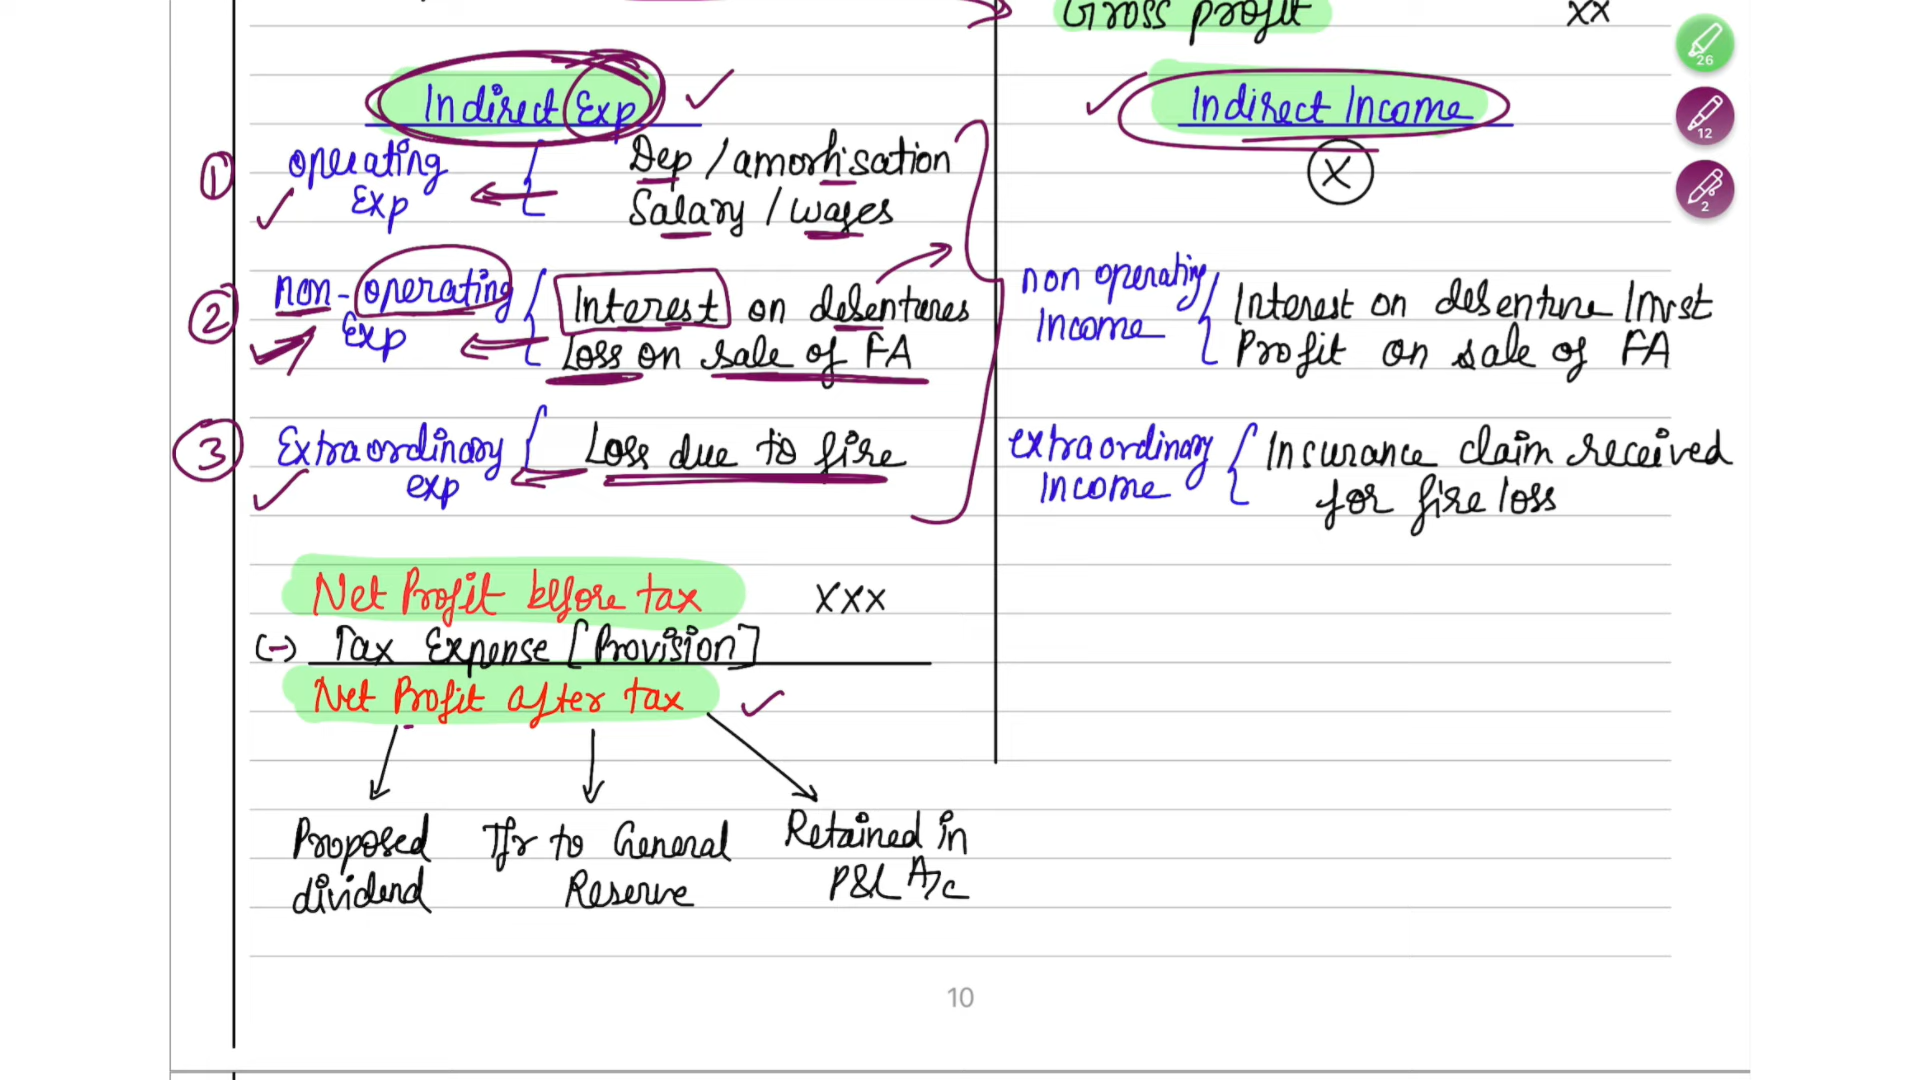 Gross profit XX
26
Indirect Exp
Indirect Income
12
① operating Exp { Dep / amortisation
Salary / wages
X
2
② non-operating Exp { Interest on debentures
Loss on sale of FA
non operating Income { Interest on debenture Invst
Profit on sale of FA
③ Extraordinary exp { Loss due to fire
extraordinary Income { Insurance claim received
for fire loss
Net Profit before tax XXX
(-) Tax Expense [Provision]
Net Profit after tax
Proposed dividend
Tfr to General Reserve
Retained in P&L A/c
10